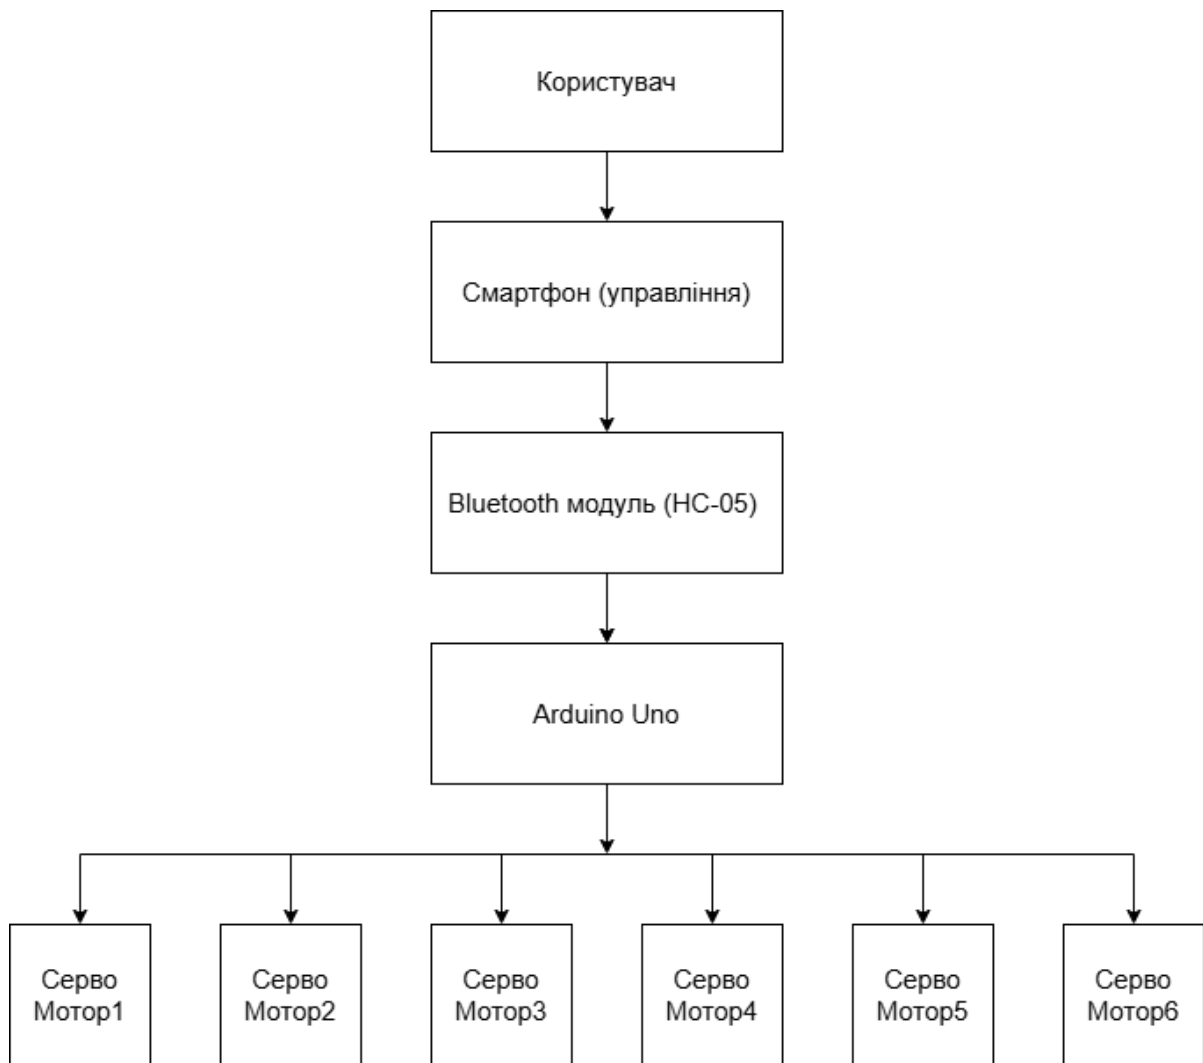 Користувач
Смартфон (управління)
Bluetooth модуль (HC-05)
Arduino Uno
Серво
Мотор1
Серво
Мотор2
Серво
Мотор3
Серво
Мотор4
Серво
Мотор5
Серво
Мотор6